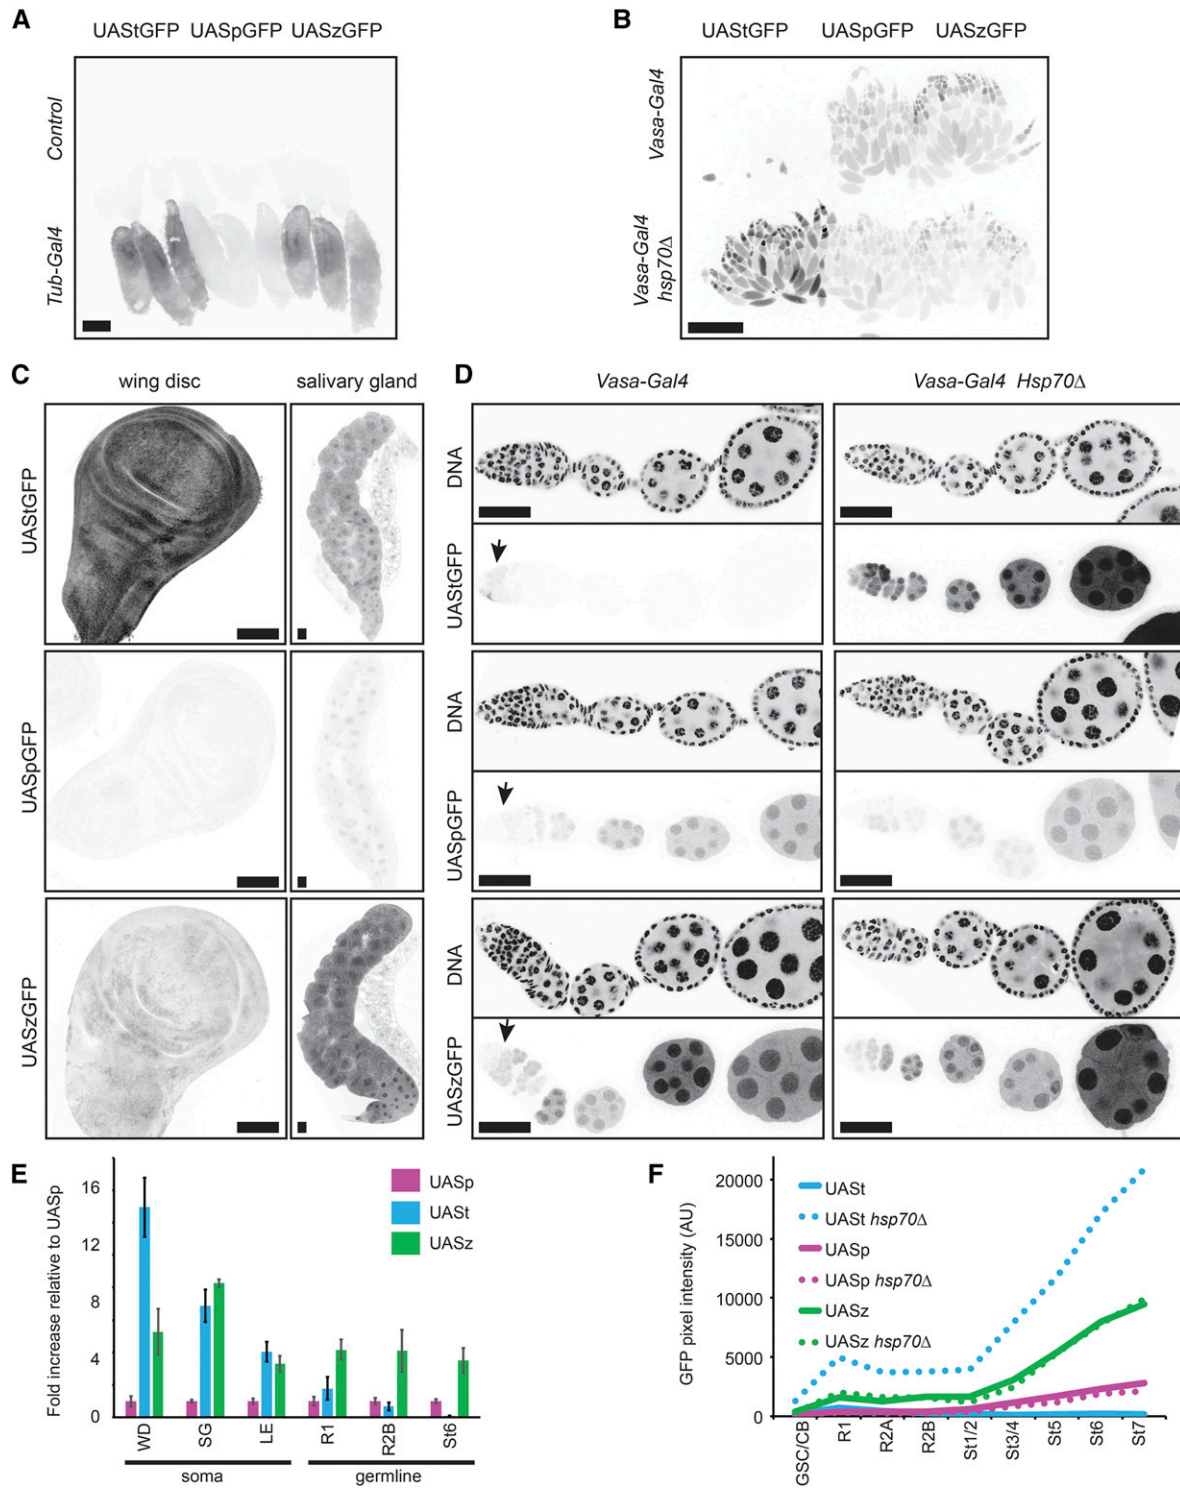 A
UAStGFP UASpGFP UASzGFP
Control
Tub-Gal4
B
UAStGFP UASpGFP UASzGFP
Vasa-Gal4
Vasa-Gal4
hsp70Δ
C
wing disc salivary gland
UAStGFP
UASpGFP
UASzGFP
D
Vasa-Gal4 Vasa-Gal4 Hsp70Δ
DNA
UAStGFP
DNA
UASpGFP
DNA
UASzGFP
E
Fold increase relative to UASp
16
12
8
4
0
UASp
UASt
UASz
WD SG LE R1 R2B St6
soma germline
F
GFP pixel intensity (AU)
20000
15000
10000
5000
0
UASt
UASt hsp70Δ
UASp
UASp hsp70Δ
UASz
UASz hsp70Δ
GSC/CB R1 R2A R2B St1/2 St3/4 St5 St6 St7